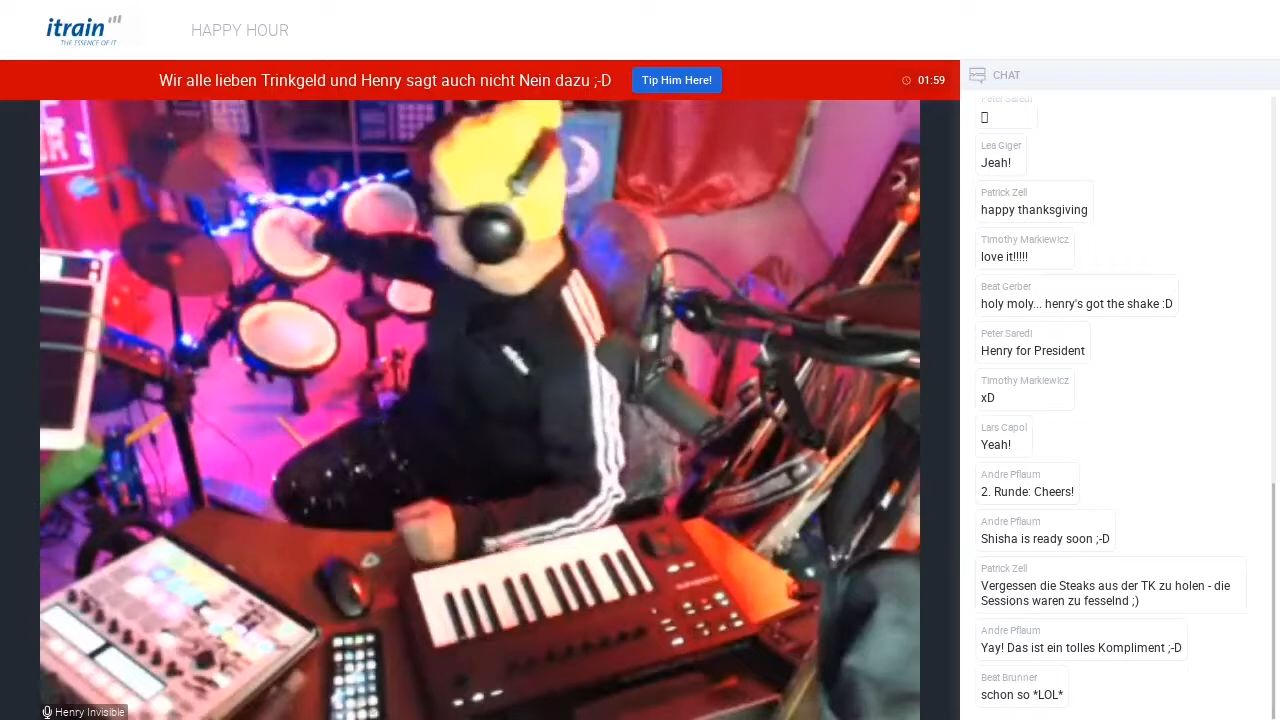 itrain
THE ESSENCE OF IT
HAPPY HOUR
Wir alle lieben Trinkgeld und Henry sagt auch nicht Nein dazu ;-D
Tip Him Here!
01:59
CHAT
Peter Saredi
Lea Giger
Jeah!
Patrick Zell
happy thanksgiving
Timothy Markiewicz
love it!!!!!
Beat Gerber
holy moly... henry's got the shake :D
Peter Saredi
Henry for President
Timothy Markiewicz
xD
Lars Capol
Yeah!
Andre Pflaum
2. Runde: Cheers!
Andre Pflaum
Shisha is ready soon ;-D
Patrick Zell
Vergessen die Steaks aus der TK zu holen - die
Sessions waren zu fesselnd ;)
Andre Pflaum
Yay! Das ist ein tolles Kompliment ;-D
Beat Brunner
schon so *LOL*
Henry Invisible